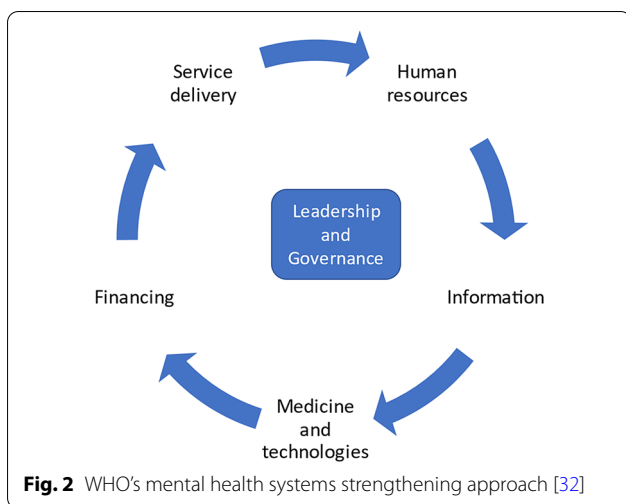 Service
delivery
Human
resources
Leadership
and
Governance
Financing
Information
Medicine
and
technologies
Fig. 2 WHO’s mental health systems strengthening approach [32]